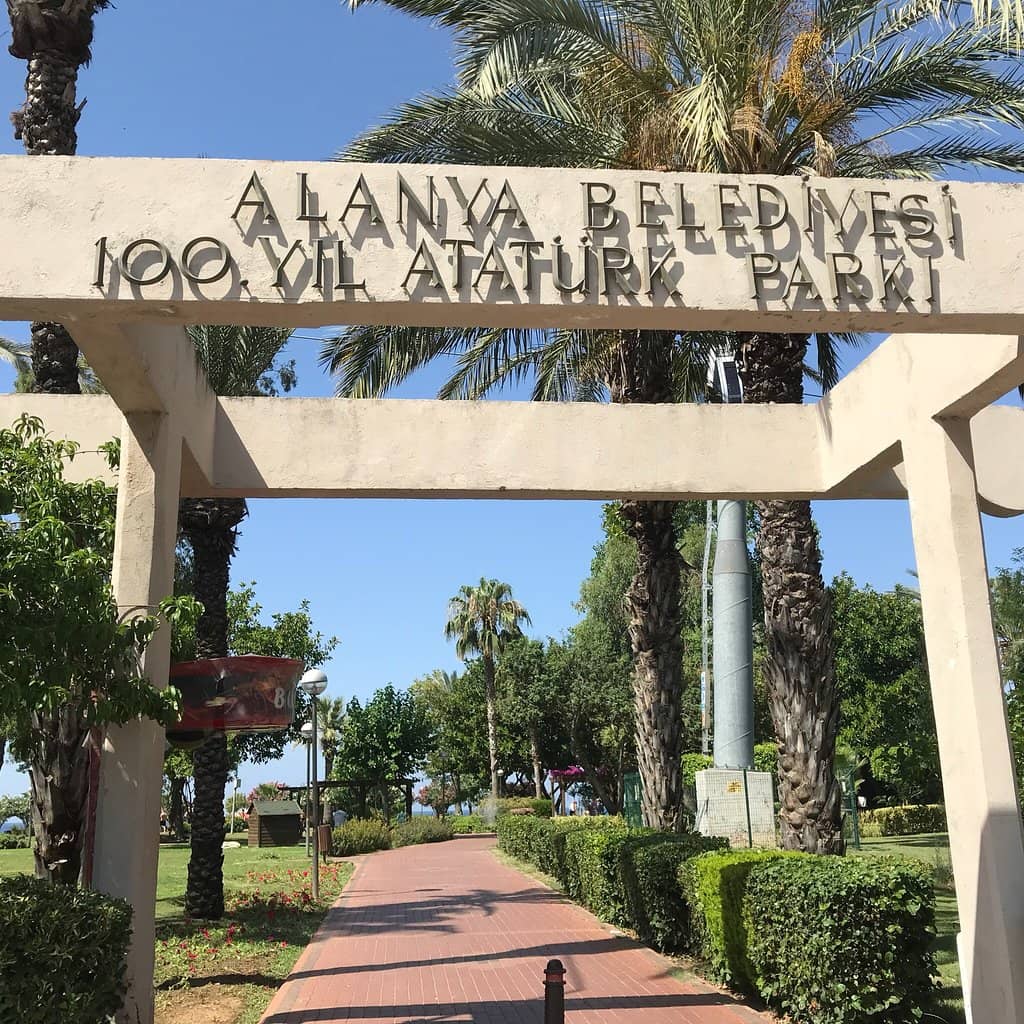 ALANYA BELEDİYESİ
100. YIL ATATÜRK PARKI